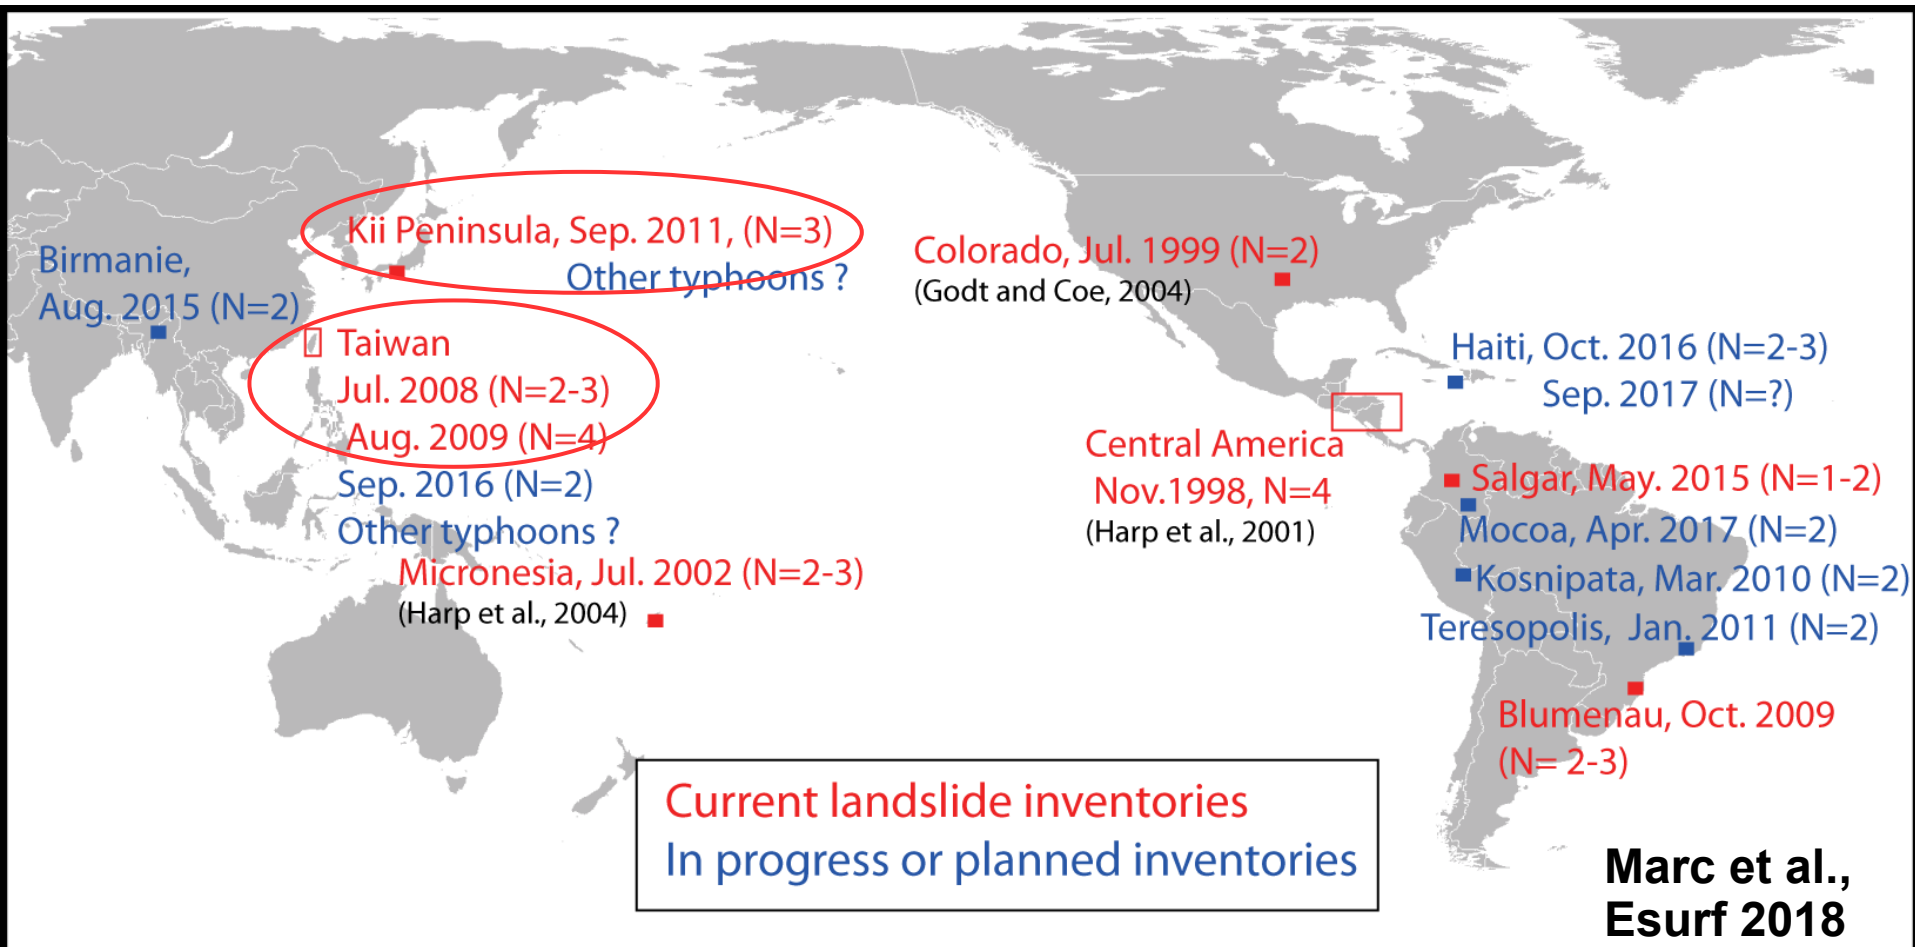 Kii Peninsula, Sep. 2011, (N=3)
Other typhoons ?
Birmanie,
Aug. 2015 (N=2)
Taiwan
Jul. 2008 (N=2-3)
Aug. 2009 (N=4)
Sep. 2016 (N=2)
Other typhoons ?
Micronesia, Jul. 2002 (N=2-3)
(Harp et al., 2004)
Colorado, Jul. 1999 (N=2)
(Godt and Coe, 2004)
Haiti, Oct. 2016 (N=2-3)
Sep. 2017 (N=?)
Central America
Nov.1998, N=4
(Harp et al., 2001)
Salgar, May. 2015 (N=1-2)
Mocoa, Apr. 2017 (N=2)
Kosnipata, Mar. 2010 (N=2)
Teresopolis, Jan. 2011 (N=2)
Blumenau, Oct. 2009
(N= 2-3)
Current landslide inventories
In progress or planned inventories
Marc et al.,
Esurf 2018